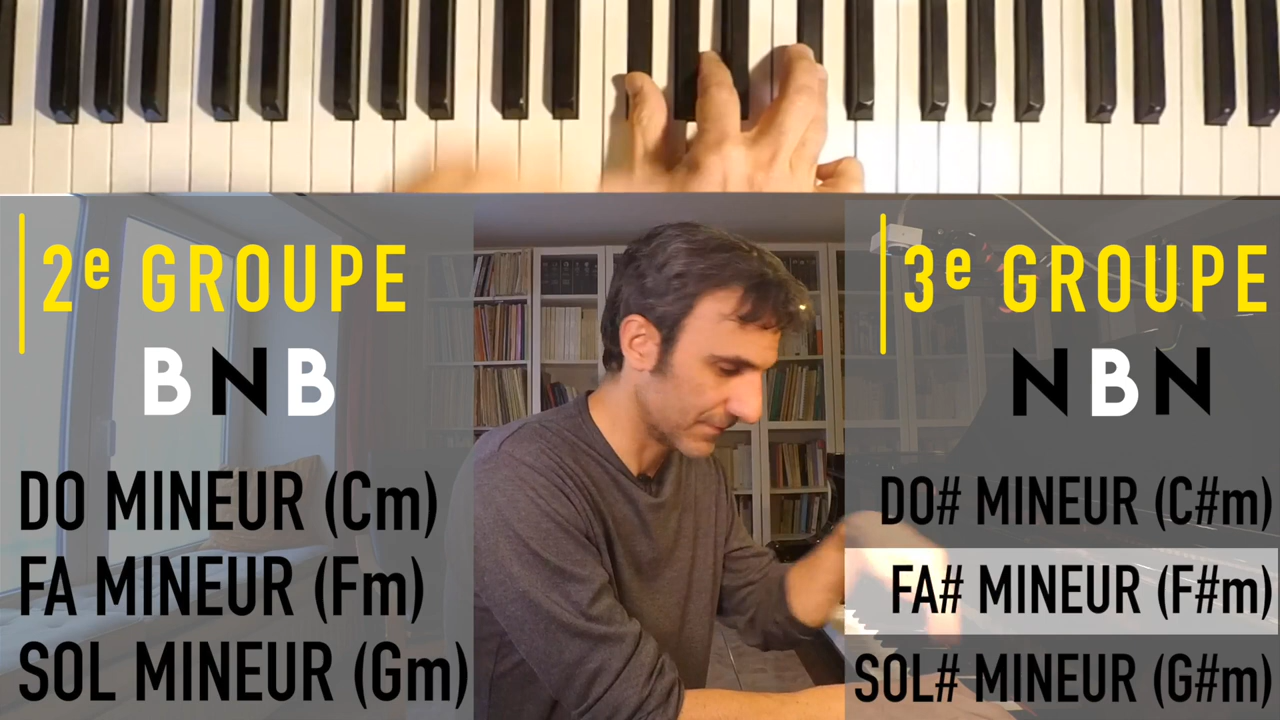 2e GROUPE
BNB
DO MINEUR (Cm)
FA MINEUR (Fm)
SOL MINEUR (Gm)
3e GROUPE
NBN
DO# MINEUR (C#m)
FA# MINEUR (F#m)
SOL# MINEUR (G#m)